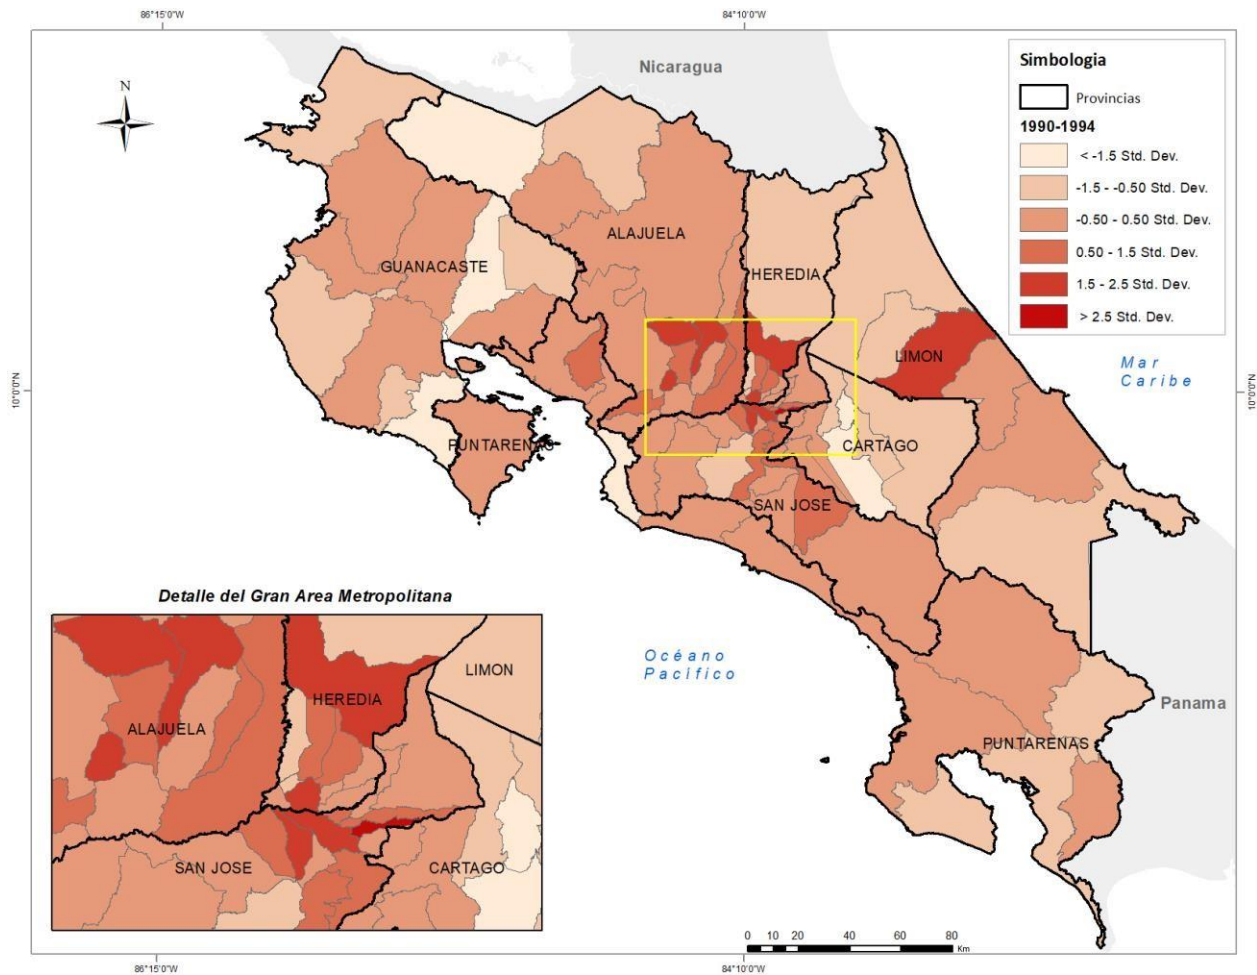 86°15'0"W
84°10'0"W
Nicaragua
N
Simbologia
Provincias
1990-1994
< -1.5 Std. Dev.
-1.5 - -0.50 Std. Dev.
-0.50 - 0.50 Std. Dev.
0.50 - 1.5 Std. Dev.
1.5 - 2.5 Std. Dev.
> 2.5 Std. Dev.
ALAJUELA
GUANACASTE
HEREDIA
LIMON
Mar
Caribe
10°0'0"N
10°0'0"N
PUNTARENAS
CARTAGO
SAN JOSE
Detalle del Gran Area Metropolitana
Océano
Pacífico
LIMON
HEREDIA
ALAJUELA
Panama
PUNTARENAS
SAN JOSE
CARTAGO
0 10 20 40 60 80
Km
86°15'0"W
84°10'0"W